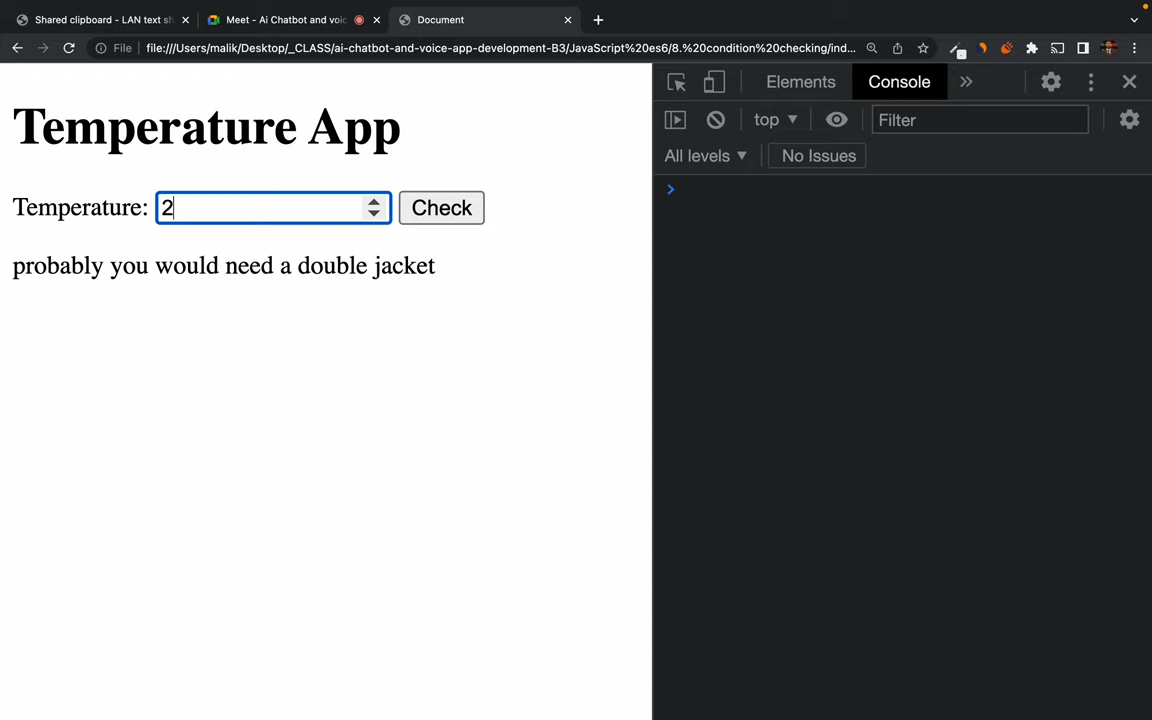 Shared clipboard - LAN text sh
Meet - Ai Chatbot and voic
Document
File
file:///Users/malik/Desktop/_CLASS/ai-chatbot-and-voice-app-development-B3/JavaScript%20es6/8.%20condition%20checking/ind...
Elements
Console
top
Filter
All levels
No Issues
Temperature App
Temperature: 2
Check
probably you would need a double jacket